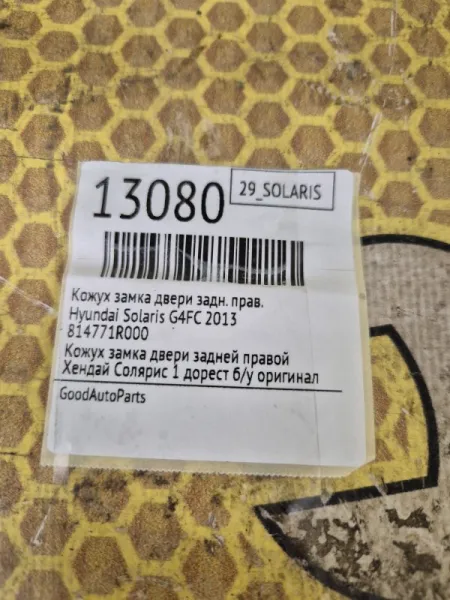 13080
29_SOLARIS
Кожух замка двери задн. прав.
Hyundai Solaris G4FC 2013
814771R000
Кожух замка двери задней правой
Хендай Солярис 1 дорест б/у оригинал
GoodAutoParts